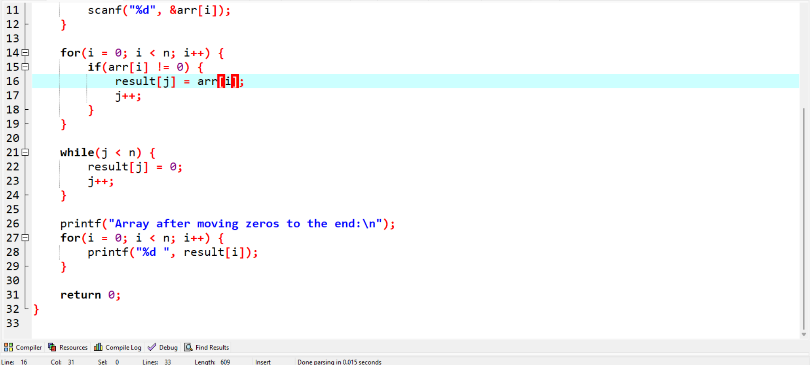 11 scanf("%d", &arr[i]);
12 }
13
14 for(i = 0; i < n; i++) {
15 if(arr[i] != 0) {
16 result[j] = arr[i];
17 j++;
18 }
19 }
20
21 while(j < n) {
22 result[j] = 0;
23 j++;
24 }
25
26 printf("Array after moving zeros to the end:\n");
27 for(i = 0; i < n; i++) {
28 printf("%d ", result[i]);
29 }
30
31 return 0;
32 }
33
Compiler Resources Compile Log Debug Find Results
Line: 16 Col: 31 Sel: 0 Lines: 33 Length: 609 Insert Done parsing in 0.015 seconds